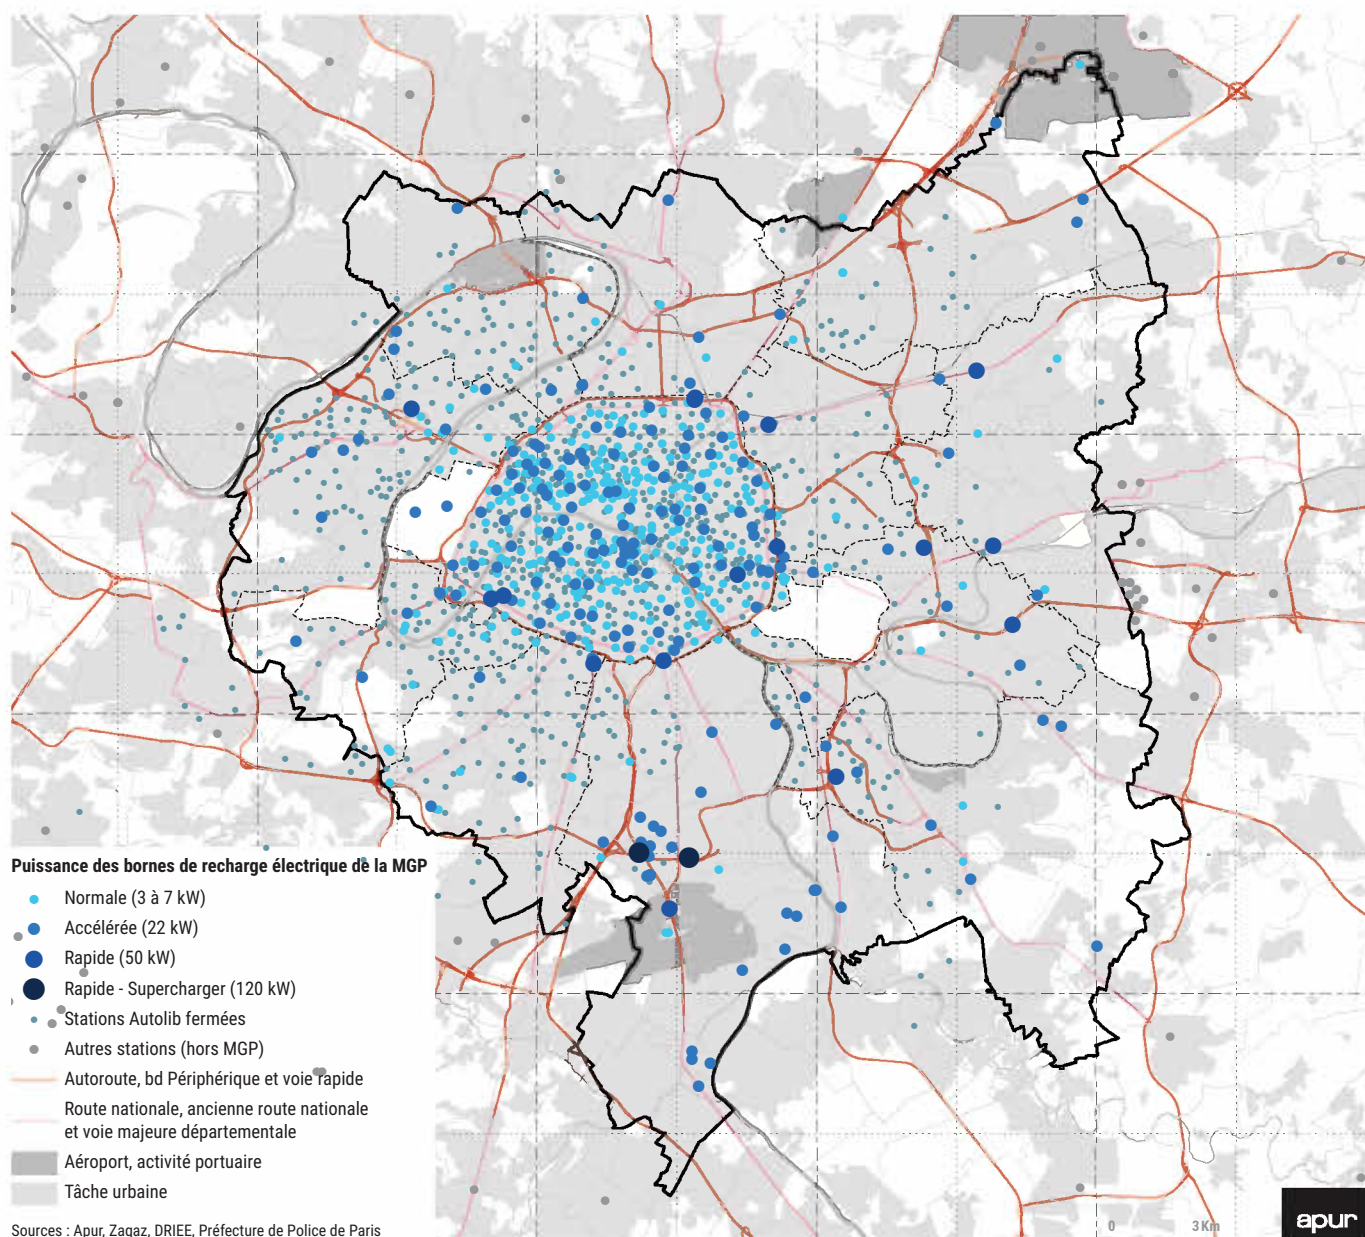 Puissance des bornes de recharge électrique de la MGP
Normale (3 à 7 kW)
Accélérée (22 kW)
Rapide (50 kW)
Rapide - Supercharger (120 kW)
Stations Autolib fermées
Autres stations (hors MGP)
Autoroute, bd Périphérique et voie rapide
Route nationale, ancienne route nationale
et voie majeure départementale
Aéroport, activité portuaire
Tâche urbaine
Sources : Apur, Zagaz, DRIEE, Préfecture de Police de Paris
0 3Km
apur